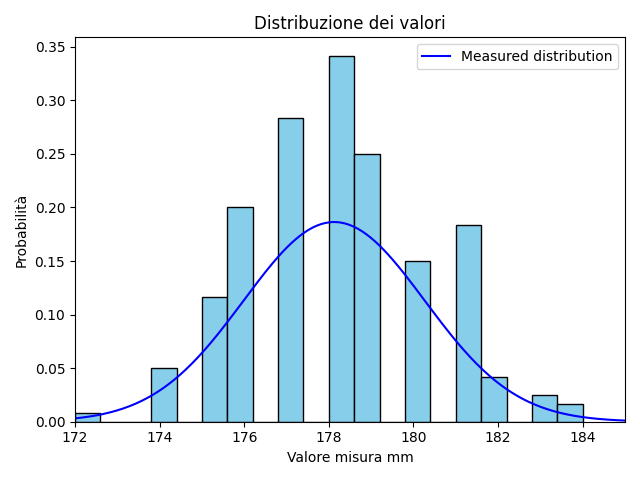 Distribuzione dei valori
Measured distribution
Probabilità
0.35
0.30
0.25
0.20
0.15
0.10
0.05
0.00
172 174 176 178 180 182 184
Valore misura mm